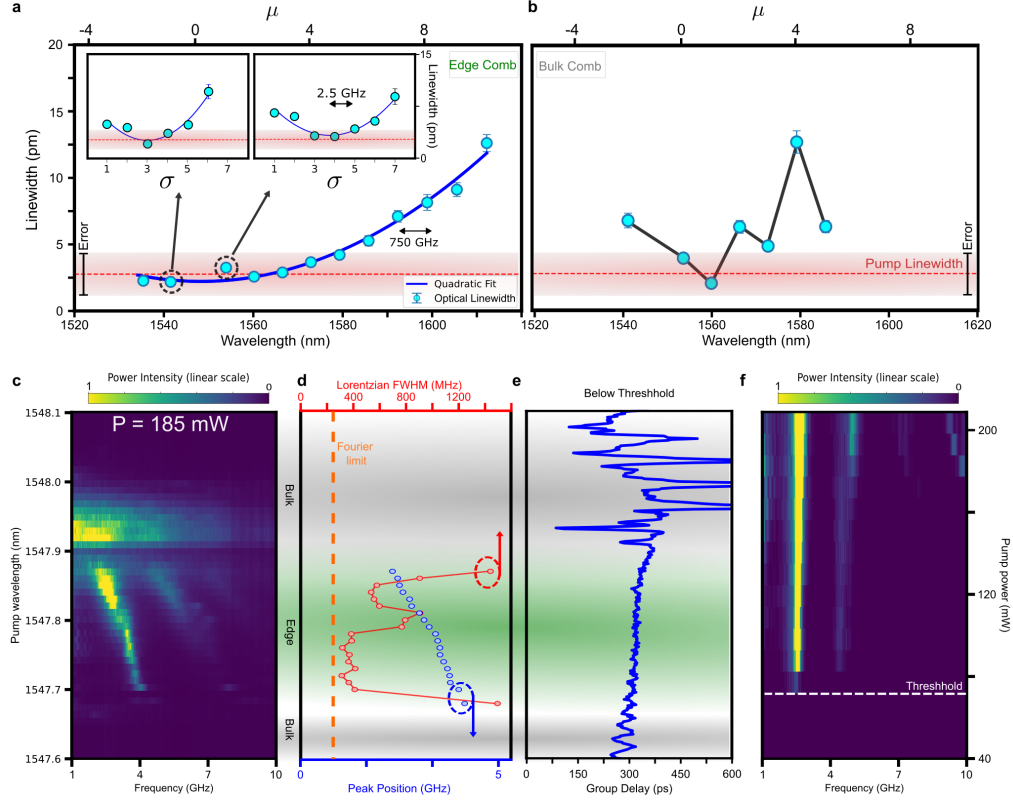 a
μ
b
μ
-4
0
4
8
-4
0
4
8
20
15
10
5
0
Linewidth (pm)
Edge Comb
15
0
Linewidth (pm)
2.5 GHz
1
3
5
7
1
3
5
7
σ
σ
750 GHz
Error
Quadratic Fit
Optical Linewidth
1520
1540
1560
1580
1600
Wavelength (nm)
Bulk Comb
Error
Pump Linewidth
1520
1540
1560
1580
1600
1620
Wavelength (nm)
c
Power Intensity (linear scale)
1
0
P = 185 mW
1548.1
1548.0
1547.9
1547.8
1547.7
1547.6
Pump wavelength (nm)
1
4
7
10
Frequency (GHz)
d
Lorentzian FWHM (MHz)
0
400
800
1200
Fourier
limit
Bulk
Edge
Bulk
0
5
Peak Position (GHz)
e
Below Threshhold
0
150
300
450
600
Group Delay (ps)
f
Power Intensity (linear scale)
1
0
200
120
40
Pump power (mW)
Threshhold
1
4
7
10
Frequency (GHz)